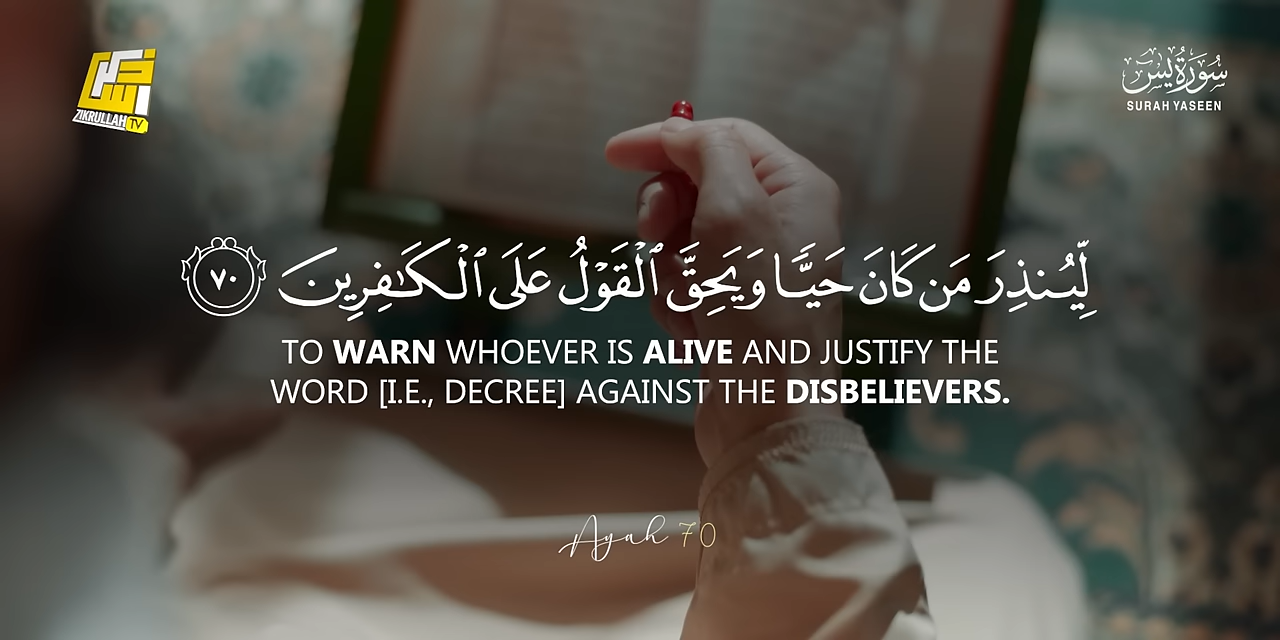 ذكر
الله
ZIKRULLAH TV
سُورَةُ يٰسٓ
SURAH YASEEN
لِّيُنذِرَ مَن كَانَ حَيًّا وَيَحِقَّ ٱلْقَوْلُ عَلَى ٱلْكَـٰفِرِينَ ٧٠
TO WARN WHOEVER IS ALIVE AND JUSTIFY THE
WORD [I.E., DECREE] AGAINST THE DISBELIEVERS.
Ayah 70